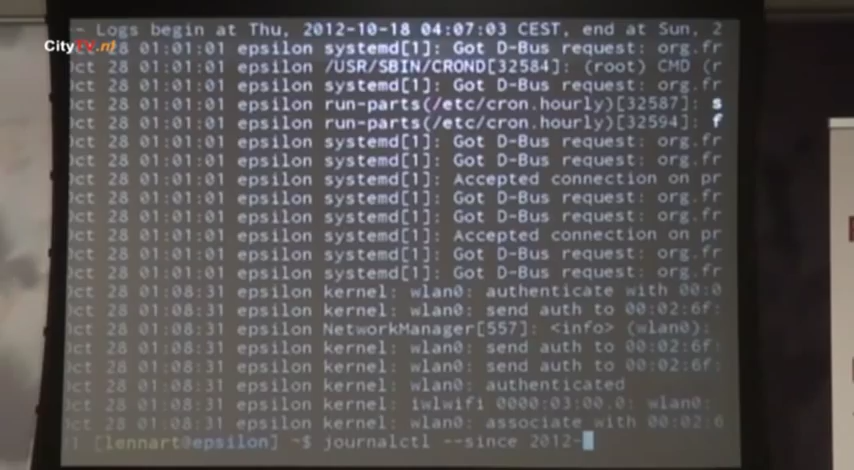 - Logs begin at Thu, 2012-10-18 04:07:03 CEST, end at Sun, 2
CityTV.nl
Oct 28 01:01:01 epsilon systemd[1]: Got D-Bus request: org.fr
Oct 28 01:01:01 epsilon /USR/SBIN/CROND[32584]: (root) CMD (r
Oct 28 01:01:01 epsilon systemd[1]: Got D-Bus request: org.fr
Oct 28 01:01:01 epsilon run-parts(/etc/cron.hourly)[32587]: s
Oct 28 01:01:01 epsilon run-parts(/etc/cron.hourly)[32594]: f
Oct 28 01:01:01 epsilon systemd[1]: Got D-Bus request: org.fr
Oct 28 01:01:01 epsilon systemd[1]: Got D-Bus request: org.fr
Oct 28 01:01:01 epsilon systemd[1]: Accepted connection on pr
Oct 28 01:01:01 epsilon systemd[1]: Got D-Bus request: org.fr
Oct 28 01:01:01 epsilon systemd[1]: Got D-Bus request: org.fr
Oct 28 01:01:01 epsilon systemd[1]: Accepted connection on pr
Oct 28 01:01:01 epsilon systemd[1]: Got D-Bus request: org.fr
Oct 28 01:01:01 epsilon systemd[1]: Got D-Bus request: org.fr
Oct 28 01:08:31 epsilon kernel: wlan0: authenticate with 00:0
Oct 28 01:08:31 epsilon kernel: wlan0: send auth to 00:02:6f:
Oct 28 01:08:31 epsilon NetworkManager[557]: <info> (wlan0):
Oct 28 01:08:31 epsilon kernel: wlan0: send auth to 00:02:6f:
Oct 28 01:08:31 epsilon kernel: wlan0: send auth to 00:02:6f:
Oct 28 01:08:31 epsilon kernel: wlan0: authenticated
Oct 28 01:08:31 epsilon kernel: iwlwifi 0000:03:00.0: wlan0:
Oct 28 01:08:31 epsilon kernel: wlan0: associate with 00:02:6
[lennart@epsilon] ~$ journalctl --since 2012-